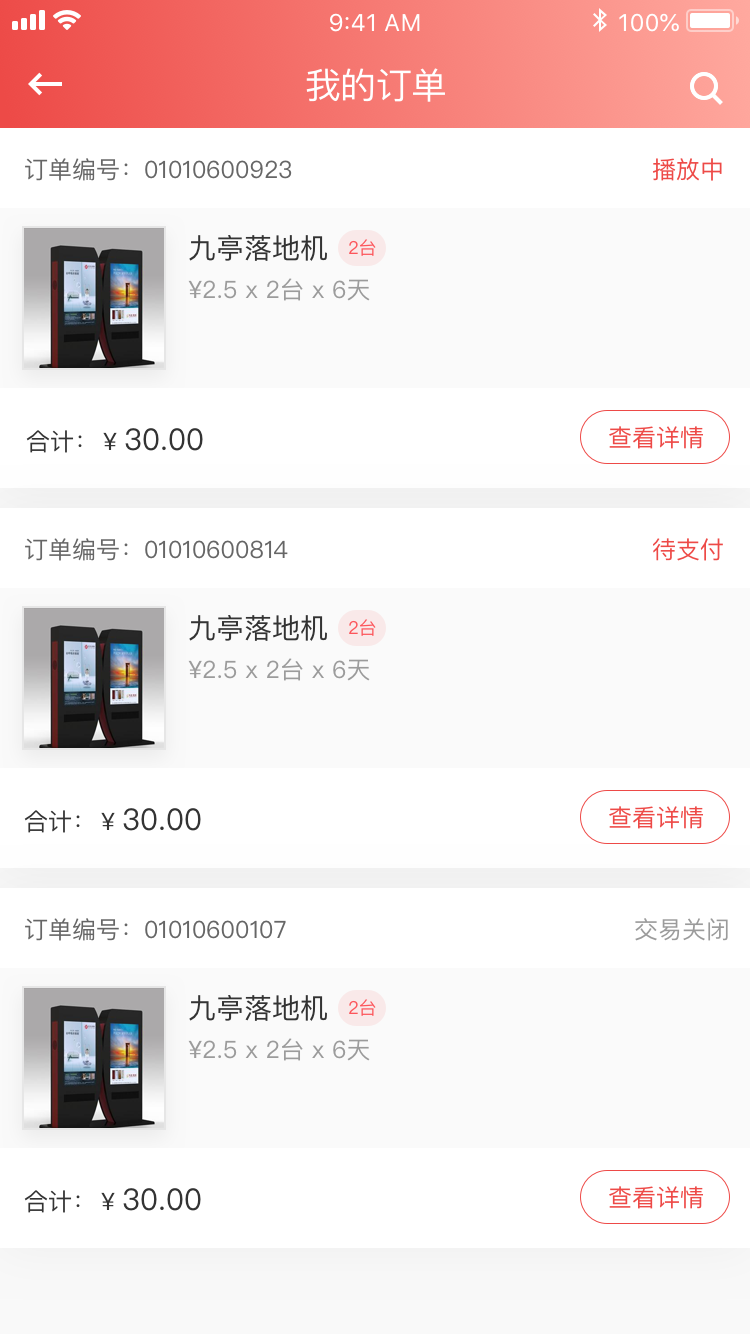 9:41 AM
100%
我的订单
订单编号：01010600923
播放中
九亭落地机 2台
¥2.5 x 2台 x 6天
合计： ¥ 30.00
查看详情
订单编号：01010600814
待支付
九亭落地机 2台
¥2.5 x 2台 x 6天
合计： ¥ 30.00
查看详情
订单编号：01010600107
交易关闭
九亭落地机 2台
¥2.5 x 2台 x 6天
合计： ¥ 30.00
查看详情